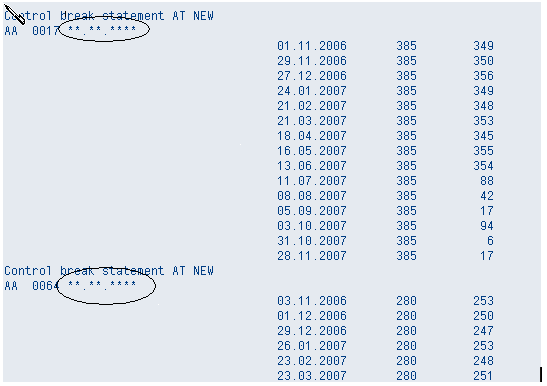 Control break statement AT NEW
AA 0017 **.**.****
01.11.2006 385 349
29.11.2006 385 350
27.12.2006 385 356
24.01.2007 385 349
21.02.2007 385 348
21.03.2007 385 353
18.04.2007 385 345
16.05.2007 385 355
13.06.2007 385 354
11.07.2007 385 88
08.08.2007 385 42
05.09.2007 385 17
03.10.2007 385 94
31.10.2007 385 6
28.11.2007 385 17
Control break statement AT NEW
AA 0064 **.**.****
03.11.2006 280 253
01.12.2006 280 250
29.12.2006 280 247
26.01.2007 280 253
23.02.2007 280 248
23.03.2007 280 251